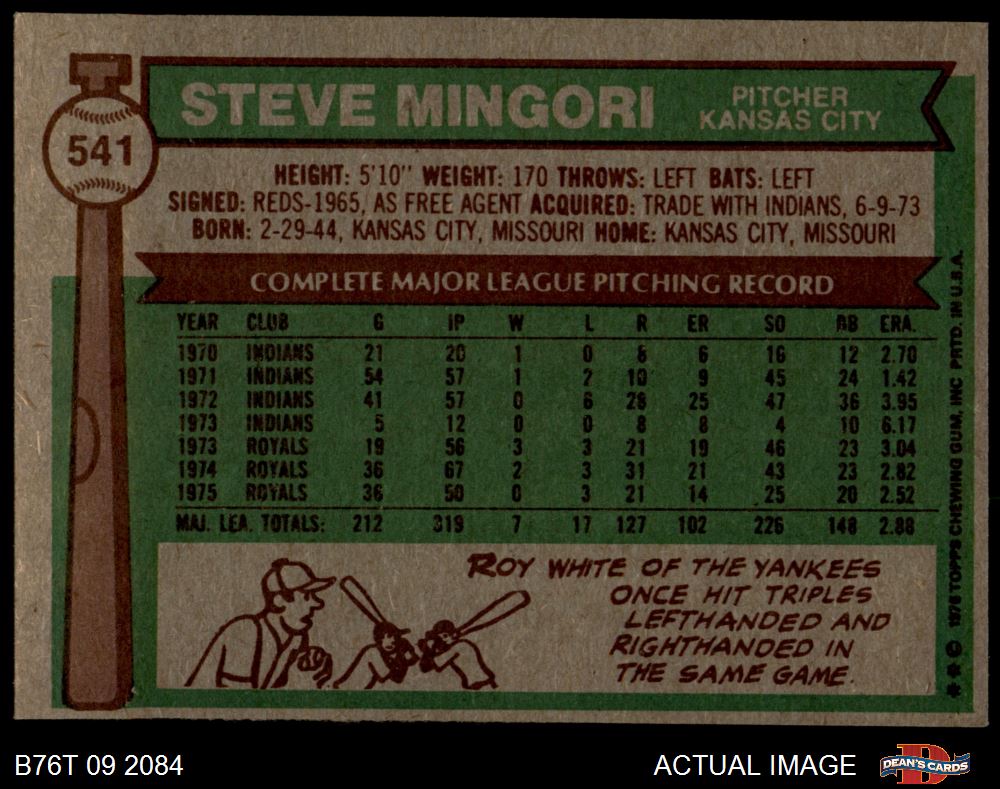 541
STEVE MINGORI
PITCHER
KANSAS CITY
HEIGHT: 5'10" WEIGHT: 170 THROWS: LEFT BATS: LEFT
SIGNED: REDS-1965, AS FREE AGENT ACQUIRED: TRADE WITH INDIANS, 6-9-73
BORN: 2-29-44, KANSAS CITY, MISSOURI HOME: KANSAS CITY, MISSOURI
COMPLETE MAJOR LEAGUE PITCHING RECORD
YEAR CLUB G IP W L R ER SO BB ERA.
1970 INDIANS 21 20 1 0 6 6 16 12 2.70
1971 INDIANS 54 57 1 2 10 9 45 24 1.42
1972 INDIANS 41 57 0 6 29 25 47 36 3.95
1973 INDIANS 5 12 0 0 8 8 4 10 6.17
1973 ROYALS 19 56 3 3 21 19 46 23 3.04
1974 ROYALS 36 67 2 3 31 21 43 23 2.82
1975 ROYALS 36 50 0 3 21 14 25 20 2.52
MAJ. LEA. TOTALS: 212 319 7 17 127 102 226 148 2.88
ROY WHITE OF THE YANKEES
ONCE HIT TRIPLES
LEFTHANDED AND
RIGHTHANDED IN
THE SAME GAME.
** © 1976 TOPPS CHEWING GUM, INC PRTD. IN U.S.A.
B76T 09 2084
ACTUAL IMAGE
D
DEAN'S CARDS